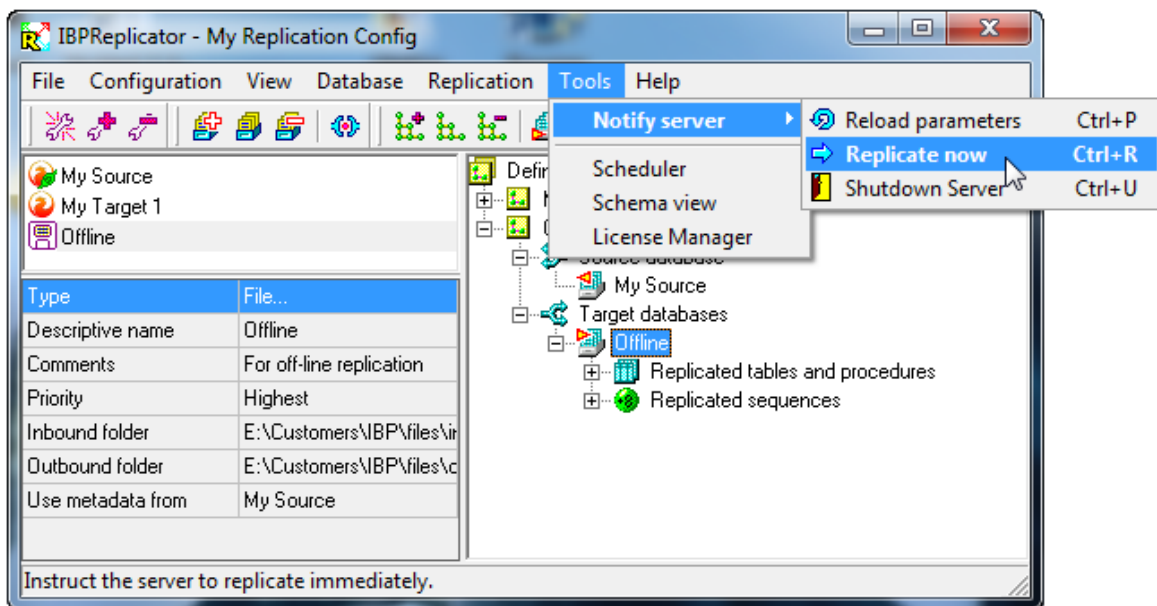 IBPReplicator - My Replication Config
File Configuration View Database Replication Tools Help
Notify server
Reload parameters Ctrl+P
Replicate now Ctrl+R
Shutdown Server Ctrl+U
Scheduler
Schema view
License Manager
My Source
My Target 1
Offline
Type File...
Descriptive name Offline
Comments For off-line replication
Priority Highest
Inbound folder E:\Customers\IBP\files\
Outbound folder E:\Customers\IBP\files\
Use metadata from My Source
Source database
My Source
Target databases
Offline
Replicated tables and procedures
Replicated sequences
Instruct the server to replicate immediately.